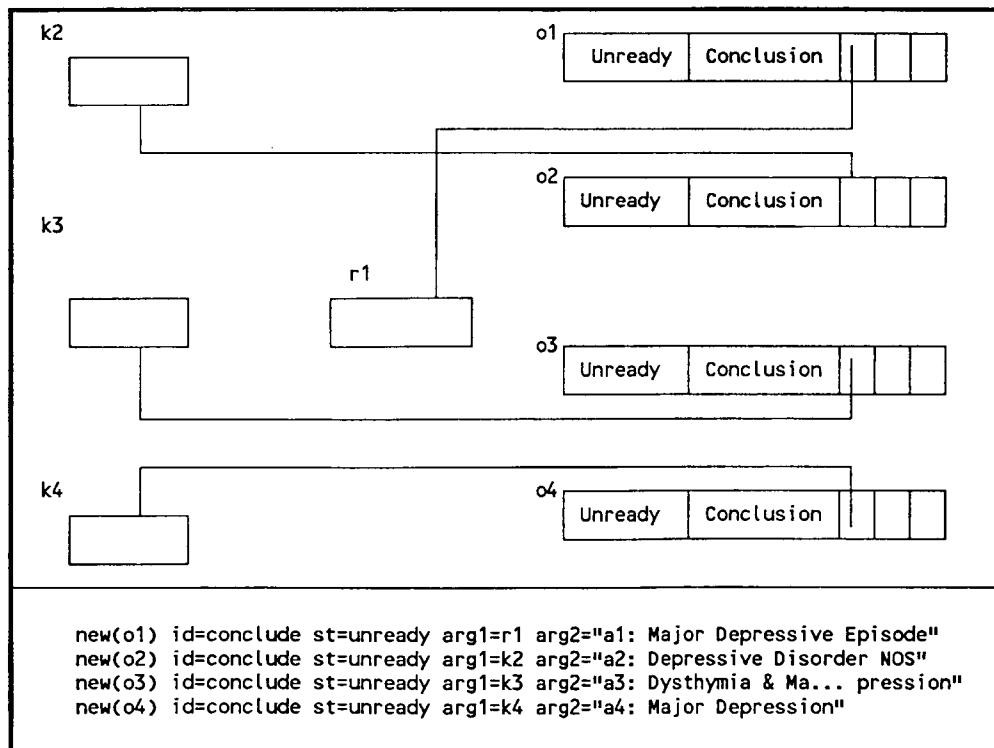 k2
o1
Unready Conclusion
o2
Unready Conclusion
k3
r1
o3
Unready Conclusion
k4
o4
Unready Conclusion
new(o1) id=conclude st=unready arg1=r1 arg2="a1: Major Depressive Episode"
new(o2) id=conclude st=unready arg1=k2 arg2="a2: Depressive Disorder NOS"
new(o3) id=conclude st=unready arg1=k3 arg2="a3: Dysthymia & Ma... pression"
new(o4) id=conclude st=unready arg1=k4 arg2="a4: Major Depression"